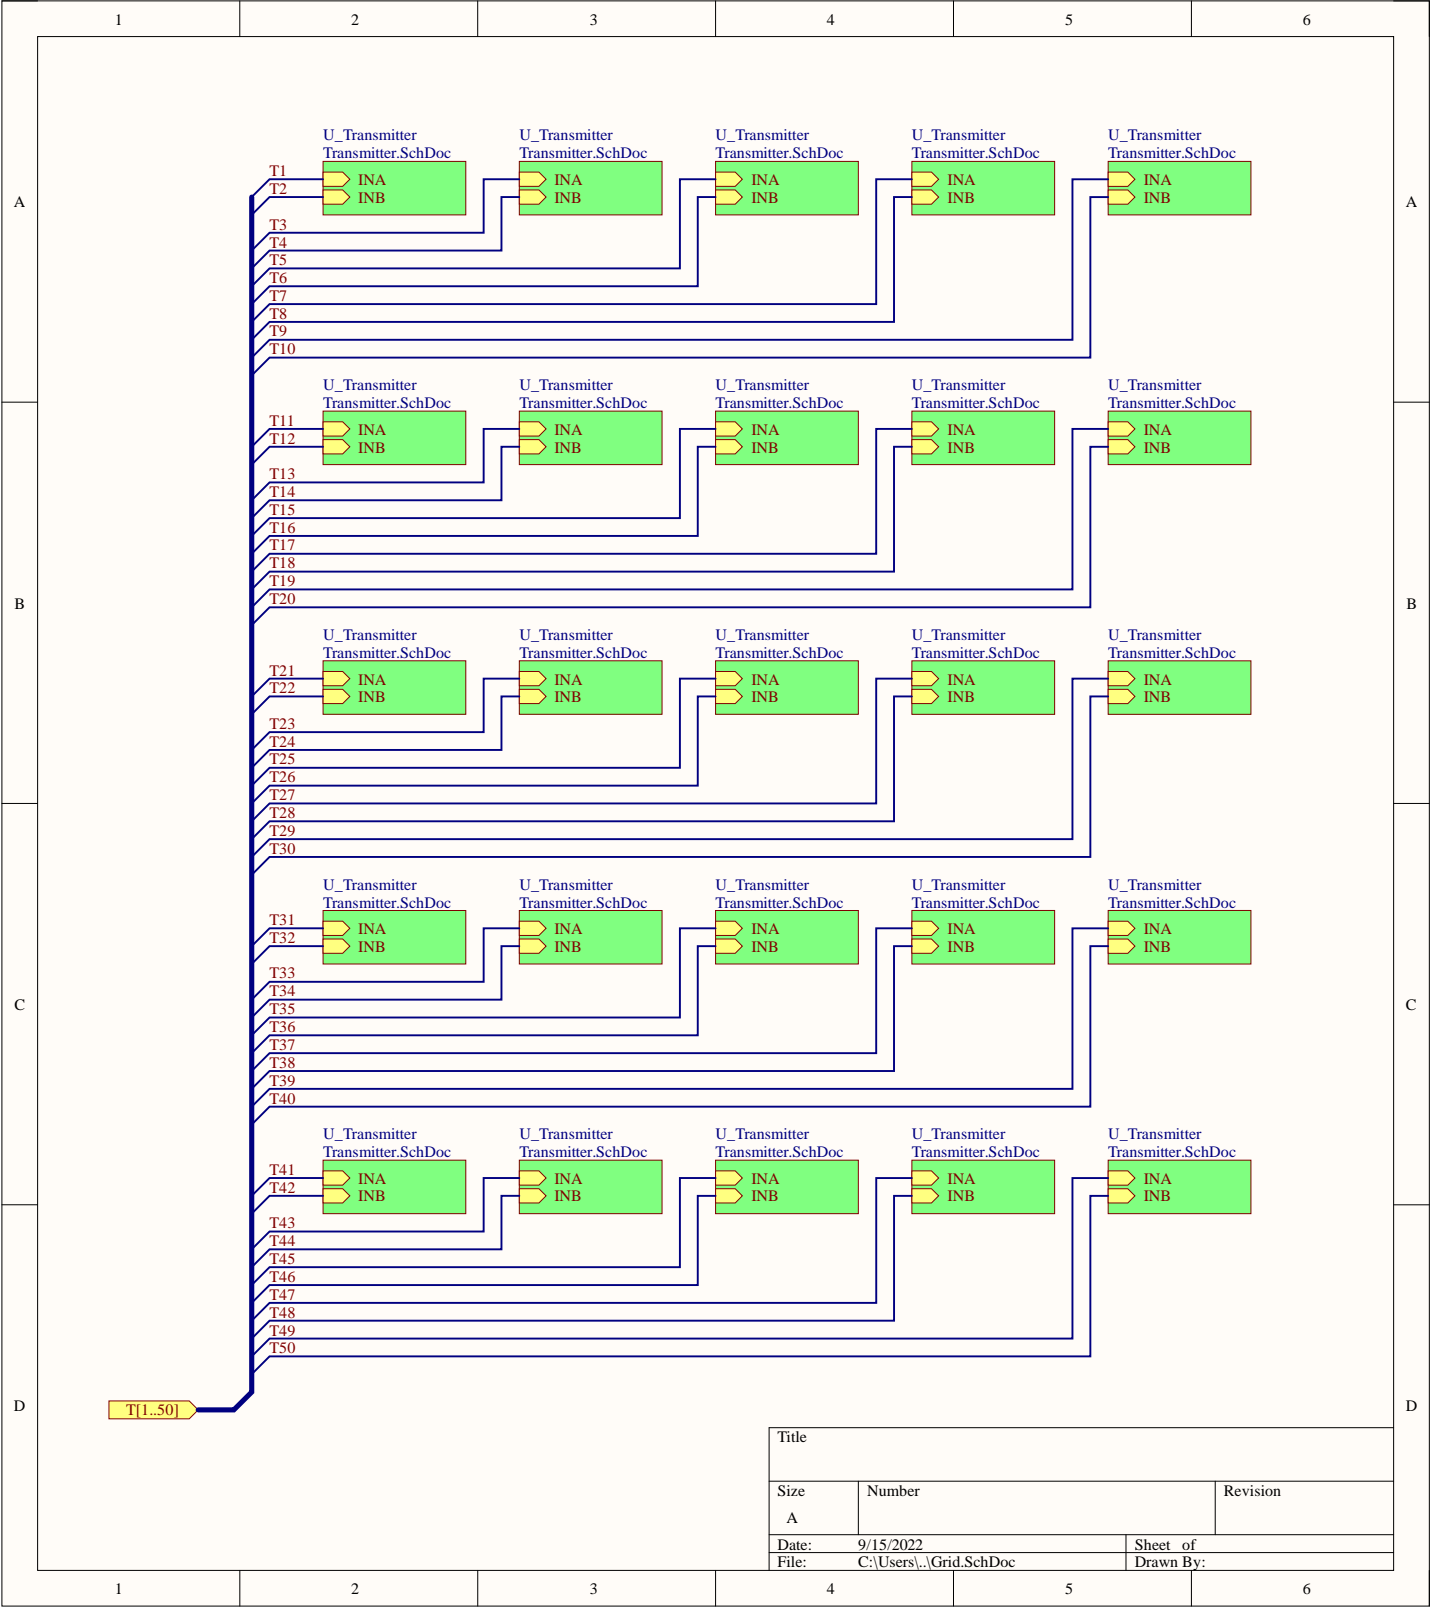 1 2 3 4 5 6
U_Transmitter U_Transmitter U_Transmitter U_Transmitter U_Transmitter
Transmitter.SchDoc Transmitter.SchDoc Transmitter.SchDoc Transmitter.SchDoc Transmitter.SchDoc
T1 INA INA INA INA INA
T2 INB INB INB INB INB
A A
T3
T4
T5
T6
T7
T8
T9
T10
U_Transmitter U_Transmitter U_Transmitter U_Transmitter U_Transmitter
Transmitter.SchDoc Transmitter.SchDoc Transmitter.SchDoc Transmitter.SchDoc Transmitter.SchDoc
T11 INA INA INA INA INA
T12 INB INB INB INB INB
T13
T14
T15
T16
T17
T18
T19
T20
B B
U_Transmitter U_Transmitter U_Transmitter U_Transmitter U_Transmitter
Transmitter.SchDoc Transmitter.SchDoc Transmitter.SchDoc Transmitter.SchDoc Transmitter.SchDoc
T21 INA INA INA INA INA
T22 INB INB INB INB INB
T23
T24
T25
T26
T27
T28
T29
T30
U_Transmitter U_Transmitter U_Transmitter U_Transmitter U_Transmitter
Transmitter.SchDoc Transmitter.SchDoc Transmitter.SchDoc Transmitter.SchDoc Transmitter.SchDoc
T31 INA INA INA INA INA
T32 INB INB INB INB INB
T33
T34
C C
T35
T36
T37
T38
T39
T40
U_Transmitter U_Transmitter U_Transmitter U_Transmitter U_Transmitter
Transmitter.SchDoc Transmitter.SchDoc Transmitter.SchDoc Transmitter.SchDoc Transmitter.SchDoc
T41 INA INA INA INA INA
T42 INB INB INB INB INB
T43
T44
T45
T46
T47
T48
T49
T50
D T[1..50] D
Title
Size Number Revision
A
Date: 9/15/2022 Sheet of
File: C:\Users\..\Grid.SchDoc Drawn By:
1 2 3 4 5 6